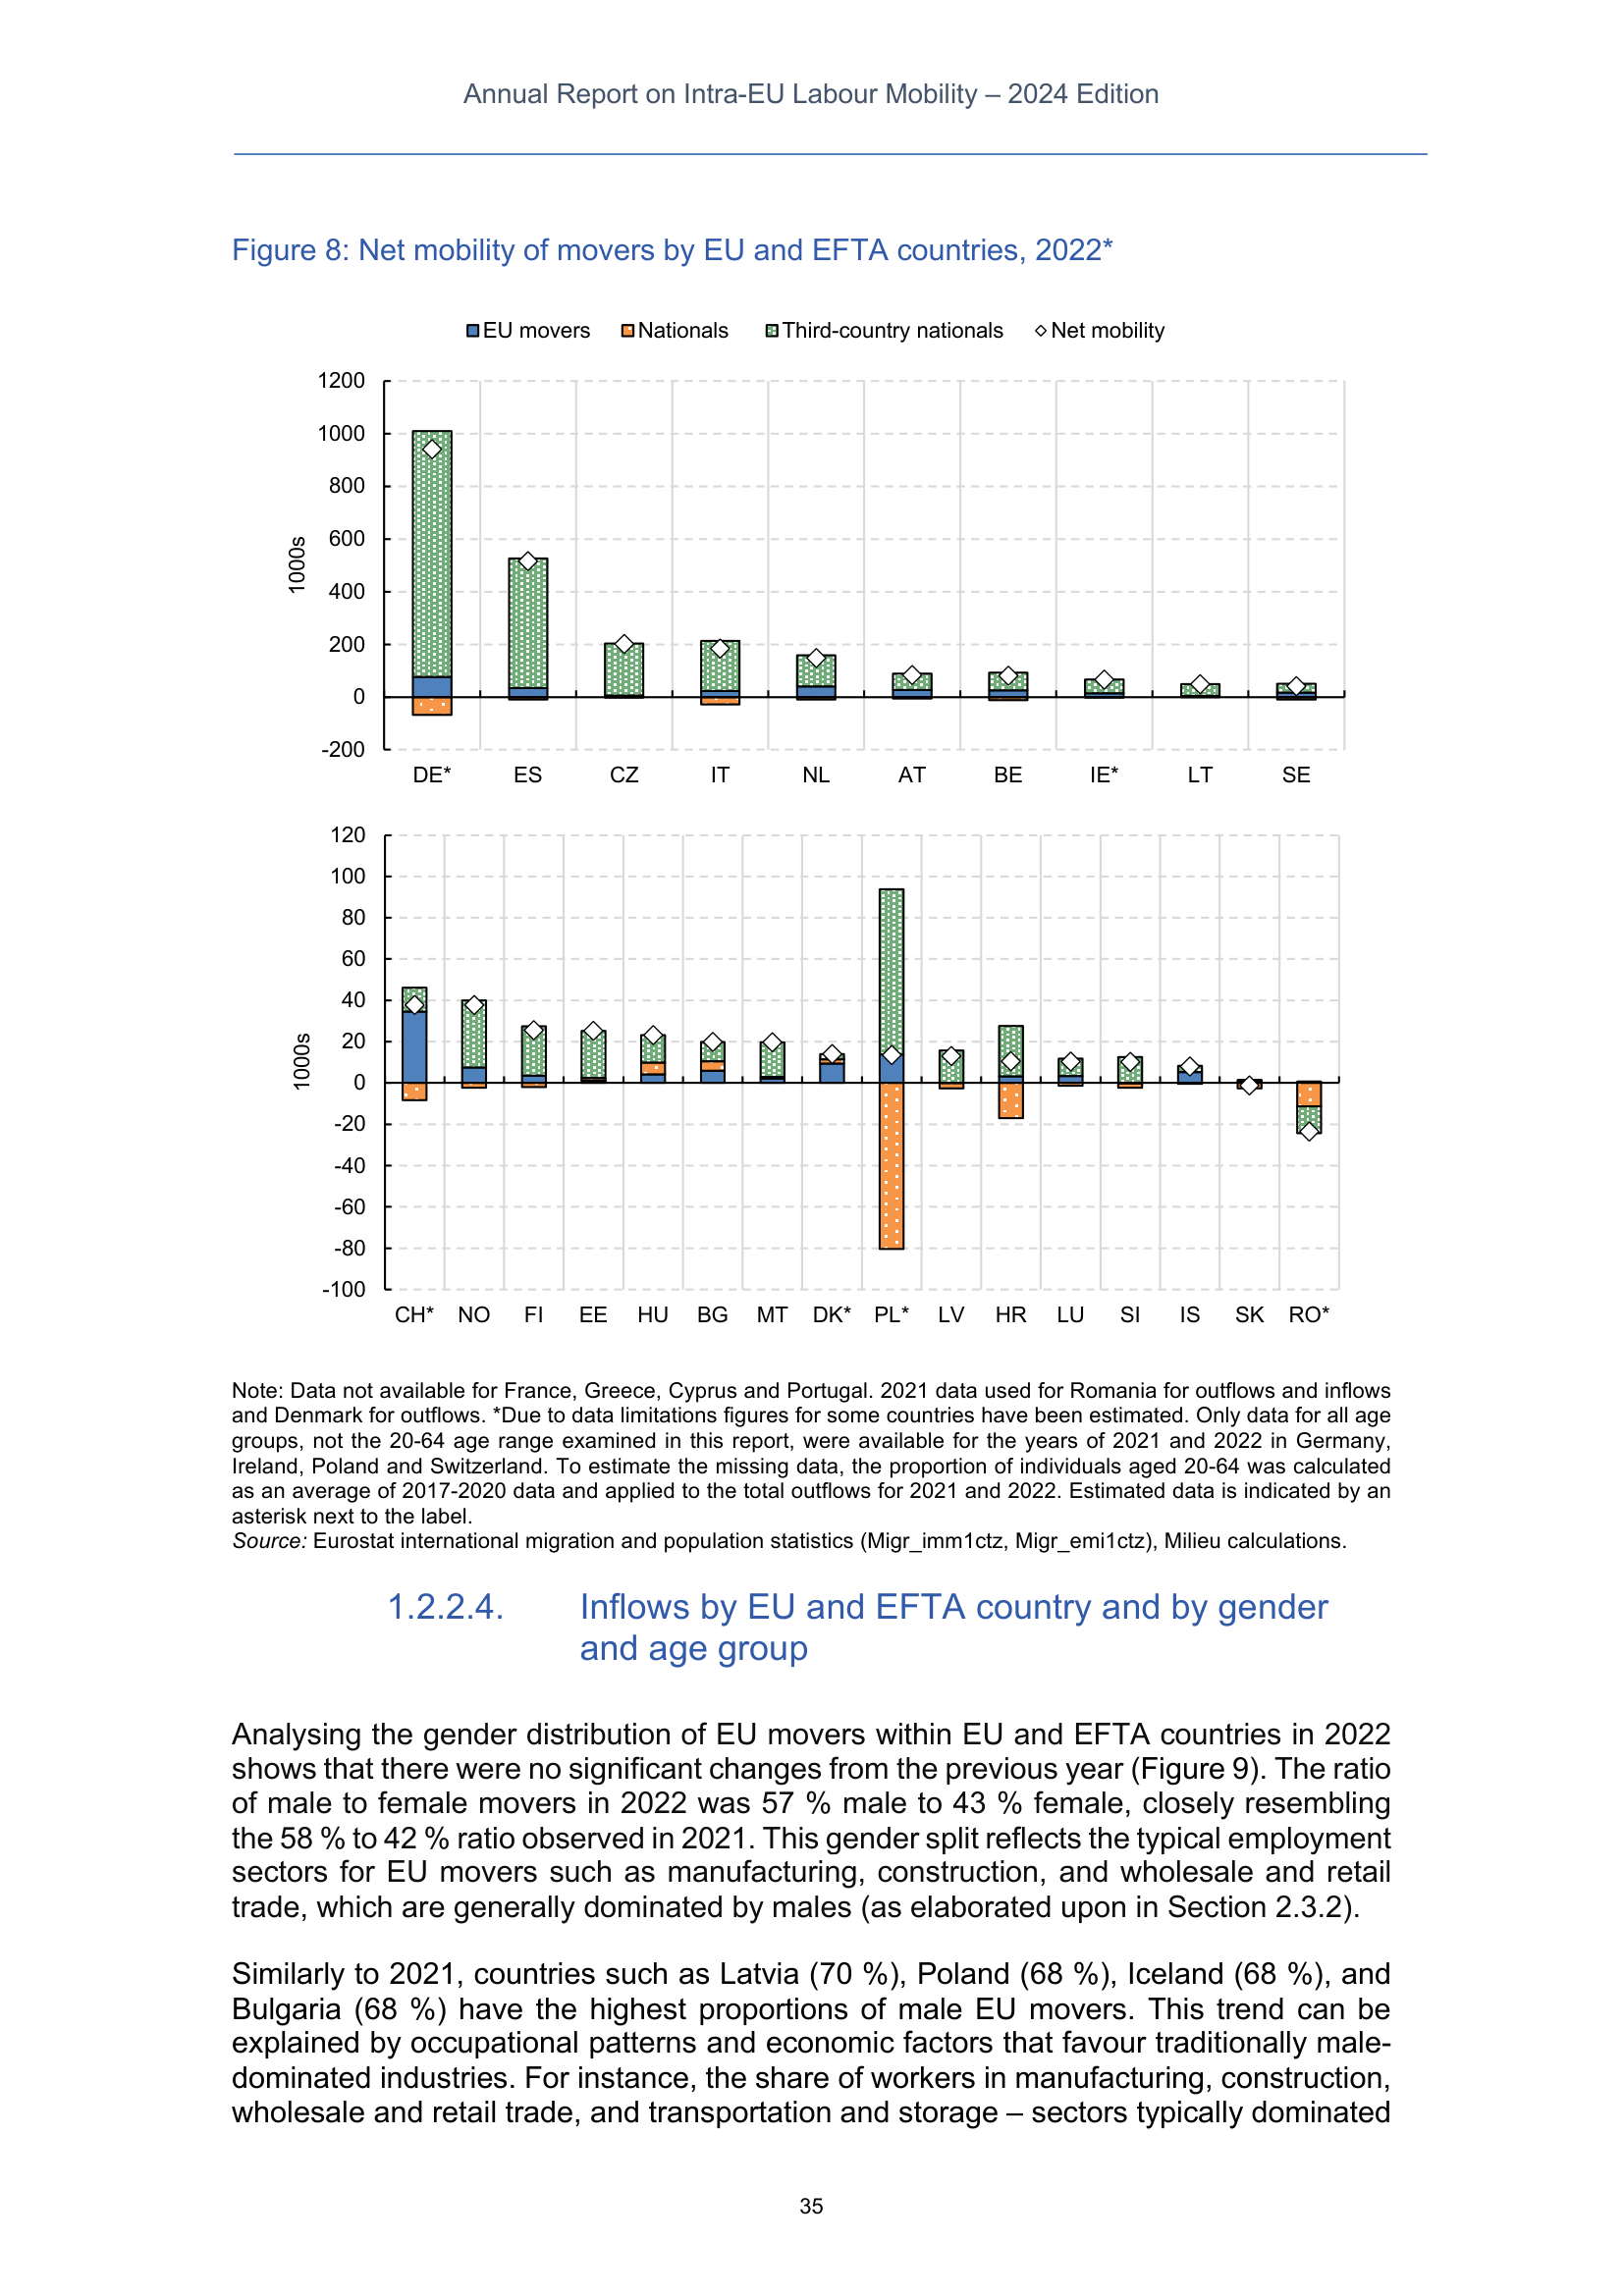 Annual Report on Intra-EU Labour Mobility – 2024 Edition
Figure 8: Net mobility of movers by EU and EFTA countries, 2022*
EU movers Nationals Third-country nationals Net mobility
1200
1000
800
600
400
200
0
-200
1000s
DE* ES CZ IT NL AT BE IE* LT SE
120
100
80
60
40
20
0
-20
-40
-60
-80
-100
1000s
CH* NO FI EE HU BG MT DK* PL* LV HR LU SI IS SK RO*
Note: Data not available for France, Greece, Cyprus and Portugal. 2021 data used for Romania for outflows and inflows
and Denmark for outflows. *Due to data limitations figures for some countries have been estimated. Only data for all age
groups, not the 20-64 age range examined in this report, were available for the years of 2021 and 2022 in Germany,
Ireland, Poland and Switzerland. To estimate the missing data, the proportion of individuals aged 20-64 was calculated
as an average of 2017-2020 data and applied to the total outflows for 2021 and 2022. Estimated data is indicated by an
asterisk next to the label.
Source: Eurostat international migration and population statistics (Migr_imm1ctz, Migr_emi1ctz), Milieu calculations.
1.2.2.4. Inflows by EU and EFTA country and by gender
and age group
Analysing the gender distribution of EU movers within EU and EFTA countries in 2022
shows that there were no significant changes from the previous year (Figure 9). The ratio
of male to female movers in 2022 was 57 % male to 43 % female, closely resembling
the 58 % to 42 % ratio observed in 2021. This gender split reflects the typical employment
sectors for EU movers such as manufacturing, construction, and wholesale and retail
trade, which are generally dominated by males (as elaborated upon in Section 2.3.2).
Similarly to 2021, countries such as Latvia (70 %), Poland (68 %), Iceland (68 %), and
Bulgaria (68 %) have the highest proportions of male EU movers. This trend can be
explained by occupational patterns and economic factors that favour traditionally male-
dominated industries. For instance, the share of workers in manufacturing, construction,
wholesale and retail trade, and transportation and storage – sectors typically dominated
35